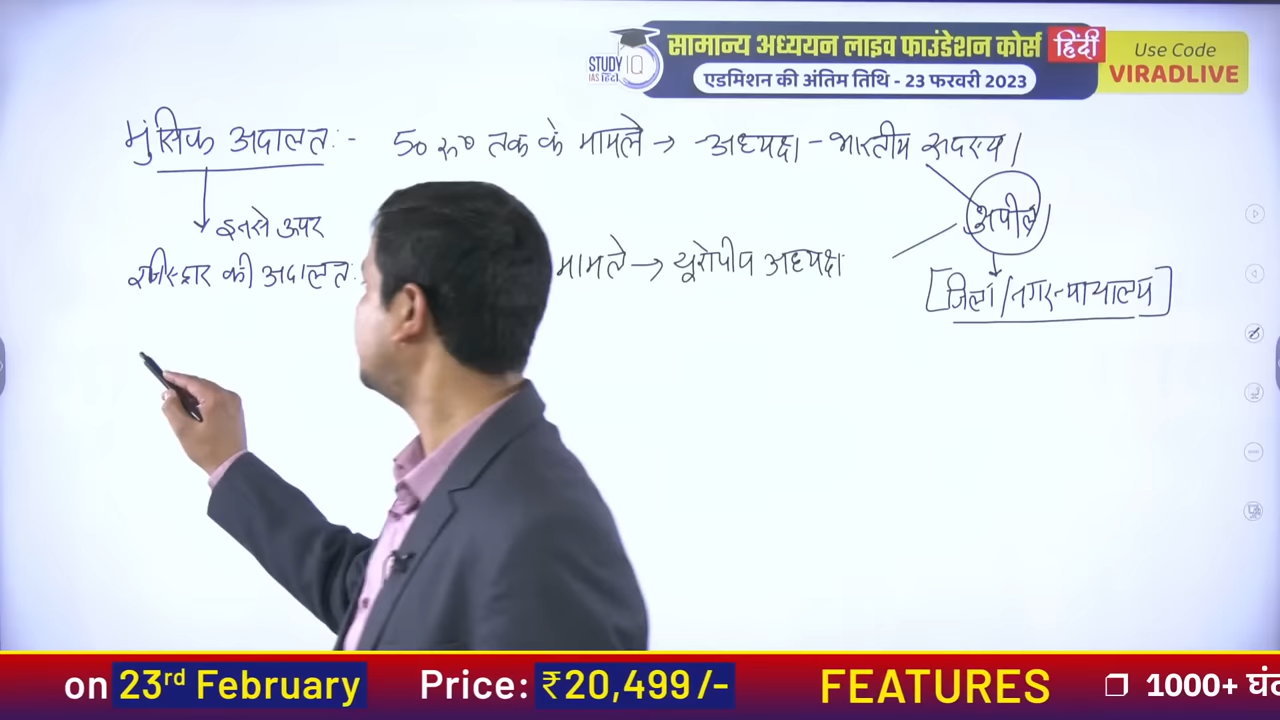 STUDY IQ
IAS हिंदी
सामान्य अध्ययन लाइव फाउंडेशन कोर्स हिंदी
एडमिशन की अंतिम तिथि - 23 फरवरी 2023
Use Code
VIRADLIVE
मुंसिफ अदालतः- 50 रु० तक के मामले → अध्यक्ष - भारतीय सदस्य।
इनसे ऊपर
अपील
रजिस्ट्रार की अदालतः मामले → यूरोपीय अध्यक्ष
[जिला/नगर न्यायालय]
on 23rd February Price: ₹20,499/- FEATURES 1000+ घंट